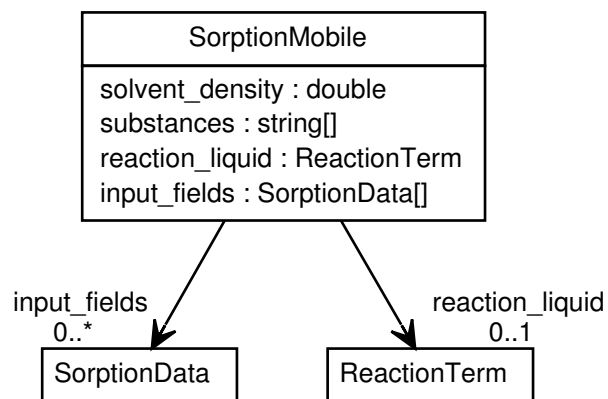 SorptionMobile
solvent_density : double
substances : string[]
reaction_liquid : ReactionTerm
input_fields : SorptionData[]
input_fields
0..*
reaction_liquid
0..1
SorptionData
ReactionTerm